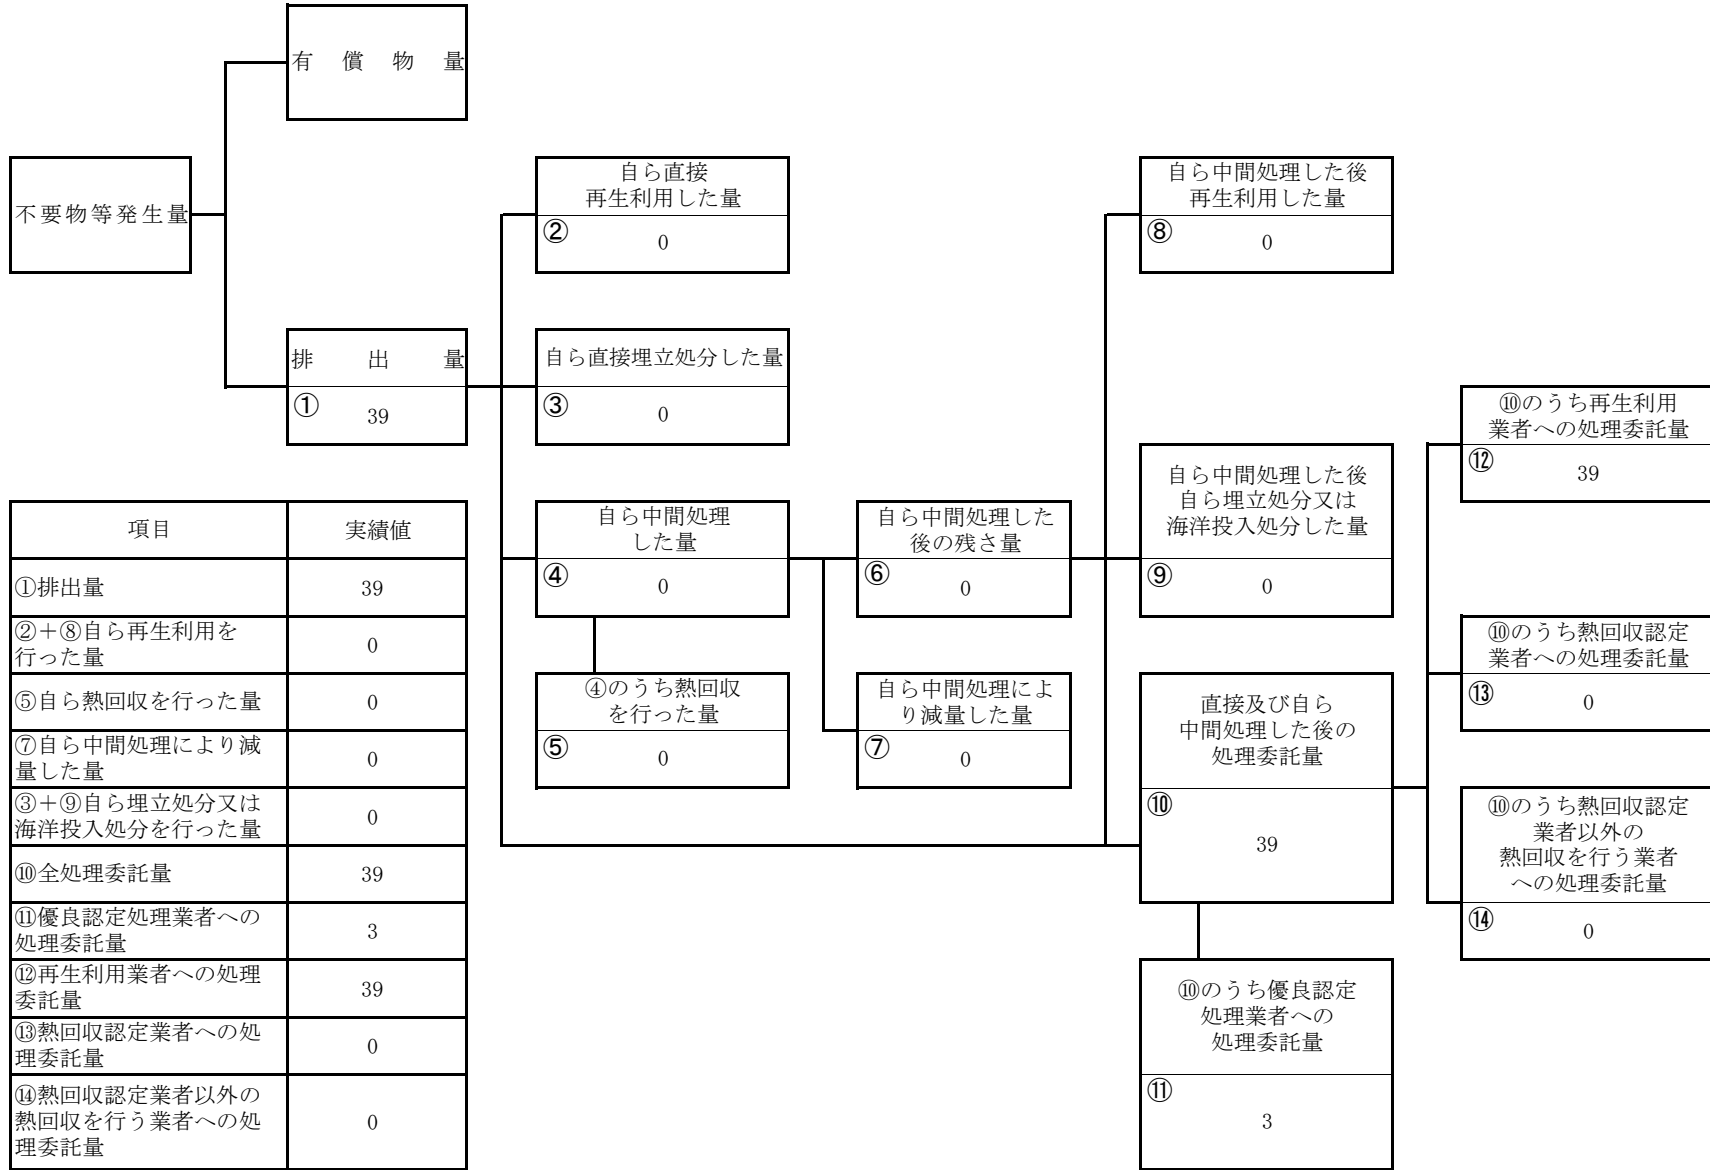 有償物量
不要物等発生量
自ら直接
再生利用した量
②
0
自ら中間処理した後
再生利用した量
⑧
0
排出量
①
39
自ら直接埋立処分した量
③
0
⑩のうち再生利用
業者への処理委託量
⑫
39
自ら中間処理した後
自ら埋立処分又は
海洋投入処分した量
⑨
0
自ら中間処理
した量
④
0
自ら中間処理した
後の残さ量
⑥
0
⑩のうち熱回収認定
業者への処理委託量
⑬
0
④のうち熱回収
を行った量
⑤
0
自ら中間処理によ
り減量した量
⑦
0
直接及び自ら
中間処理した後の
処理委託量
⑩
39
⑩のうち熱回収認定
業者以外の
熱回収を行う業者
への処理委託量
⑭
0
⑩のうち優良認定
処理業者への
処理委託量
⑪
3
項目 実績値
①排出量 39
②+⑧自ら再生利用を
行った量 0
⑤自ら熱回収を行った量 0
⑦自ら中間処理により減
量した量 0
③+⑨自ら埋立処分又は
海洋投入処分を行った量 0
⑩全処理委託量 39
⑪優良認定処理業者への
処理委託量 3
⑫再生利用業者への処理
委託量 39
⑬熱回収認定業者への処
理委託量 0
⑭熱回収認定業者以外の
熱回収を行う業者への処
理委託量 0